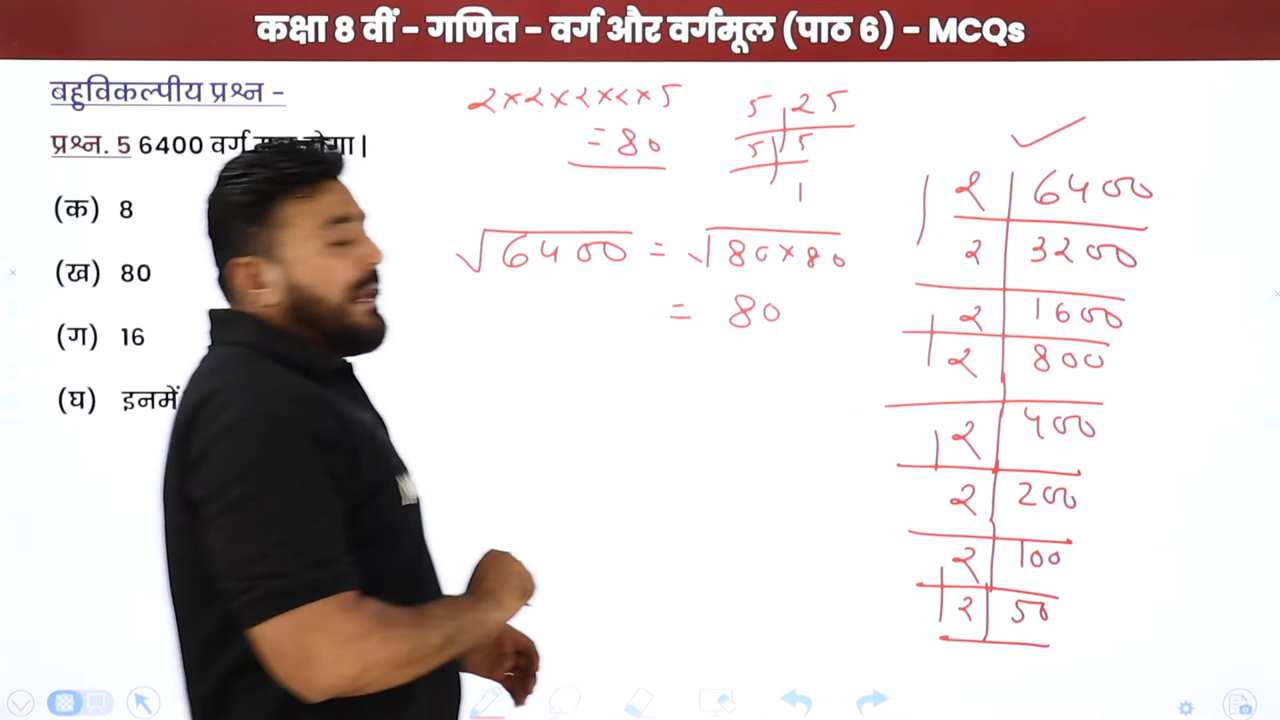 कक्षा 8 वीं - गणित - वर्ग और वर्गमूल (पाठ 6) - MCQs
बहुविकल्पीय प्रश्न -
प्रश्न. 5 6400 वर्ग
(क) 8
(ख) 80
(ग) 16
(घ) इनमें
2×2×2×2×5
=80
5 | 25
5 | 5
1
√6400 = √80×80
= 80
2 | 6400
2 | 3200
2 | 1600
2 | 800
2 | 400
2 | 200
2 | 100
2 | 50